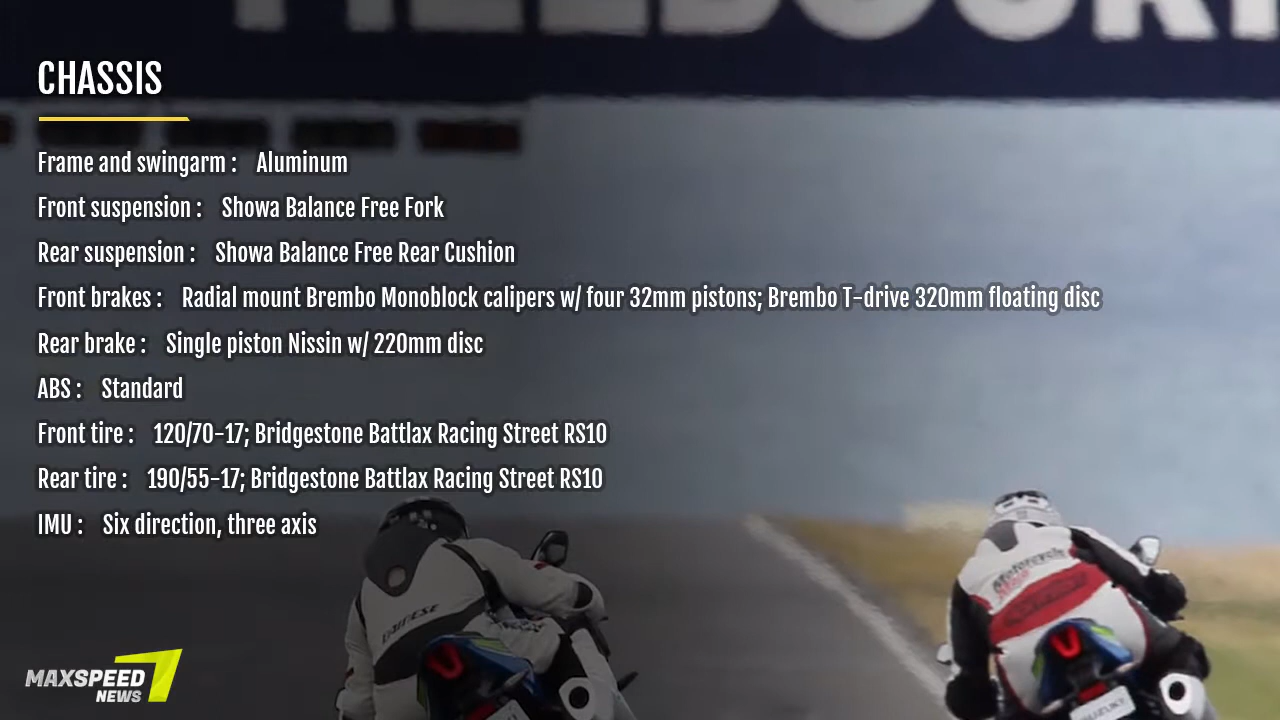 CHASSIS
Frame and swingarm : Aluminum
Front suspension : Showa Balance Free Fork
Rear suspension : Showa Balance Free Rear Cushion
Front brakes : Radial mount Brembo Monoblock calipers w/ four 32mm pistons; Brembo T-drive 320mm floating disc
Rear brake : Single piston Nissin w/ 220mm disc
ABS : Standard
Front tire : 120/70-17; Bridgestone Battlax Racing Street RS10
Rear tire : 190/55-17; Bridgestone Battlax Racing Street RS10
IMU : Six direction, three axis
DAINESE
Motorcycle
MAXSPEED
NEWS